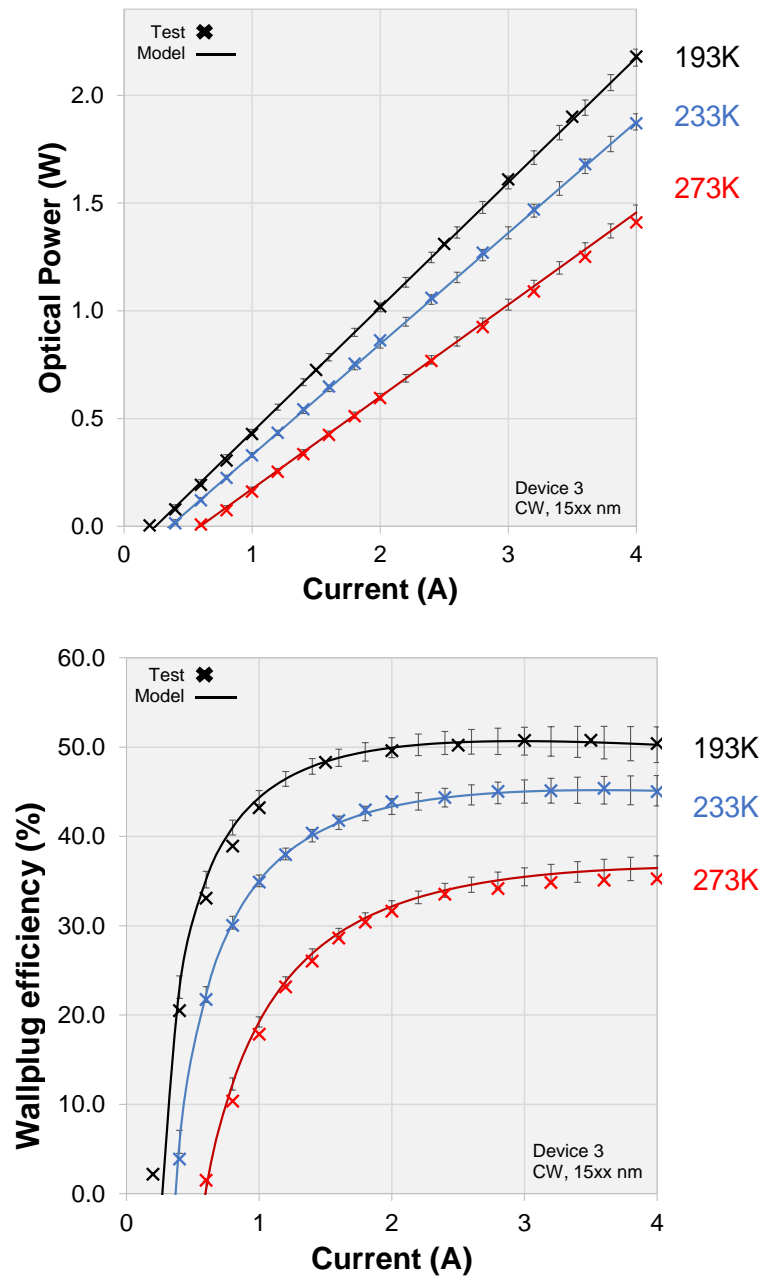 Test
Model
193K
233K
273K
2.0
1.5
1.0
0.5
0.0
Optical Power (W)
Device 3
CW, 15xx nm
0 1 2 3 4
Current (A)
60.0
50.0
40.0
30.0
20.0
10.0
0.0
Wallplug efficiency (%)
Test
Model
193K
233K
273K
Device 3
CW, 15xx nm
0 1 2 3 4
Current (A)